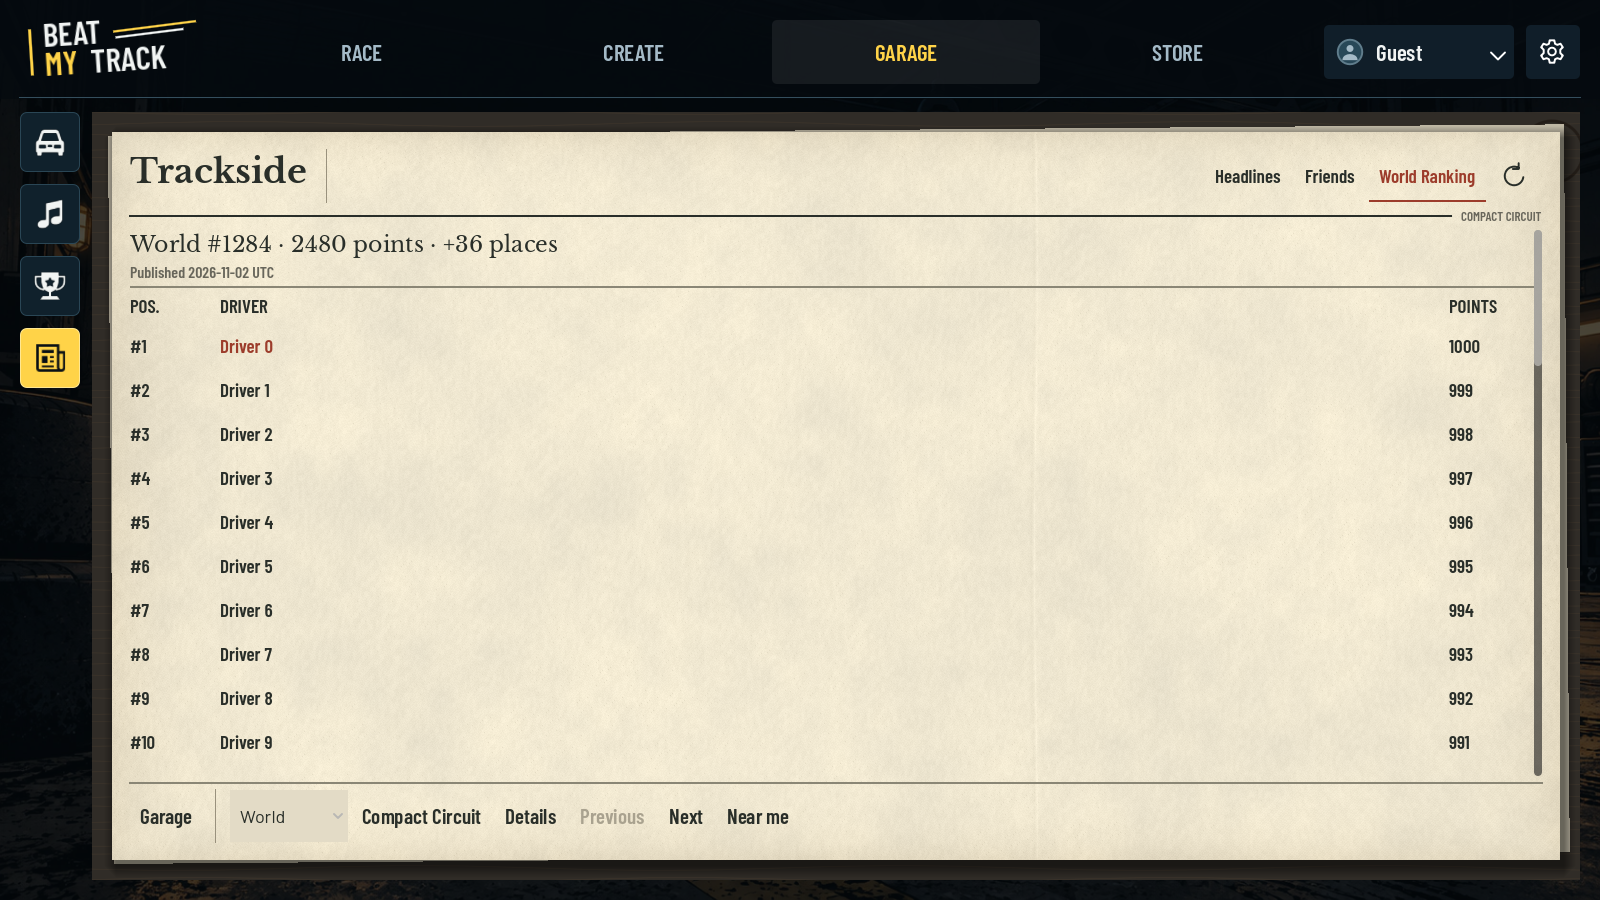 BEAT
MY TRACK
RACE
CREATE
GARAGE
STORE
Guest
Trackside
Headlines
Friends
World Ranking
COMPACT CIRCUIT
World #1284 · 2480 points · +36 places
Published 2026-11-02 UTC
POS. DRIVER POINTS
#1 Driver 0 1000
#2 Driver 1 999
#3 Driver 2 998
#4 Driver 3 997
#5 Driver 4 996
#6 Driver 5 995
#7 Driver 6 994
#8 Driver 7 993
#9 Driver 8 992
#10 Driver 9 991
Garage
World
Compact Circuit
Details
Previous
Next
Near me